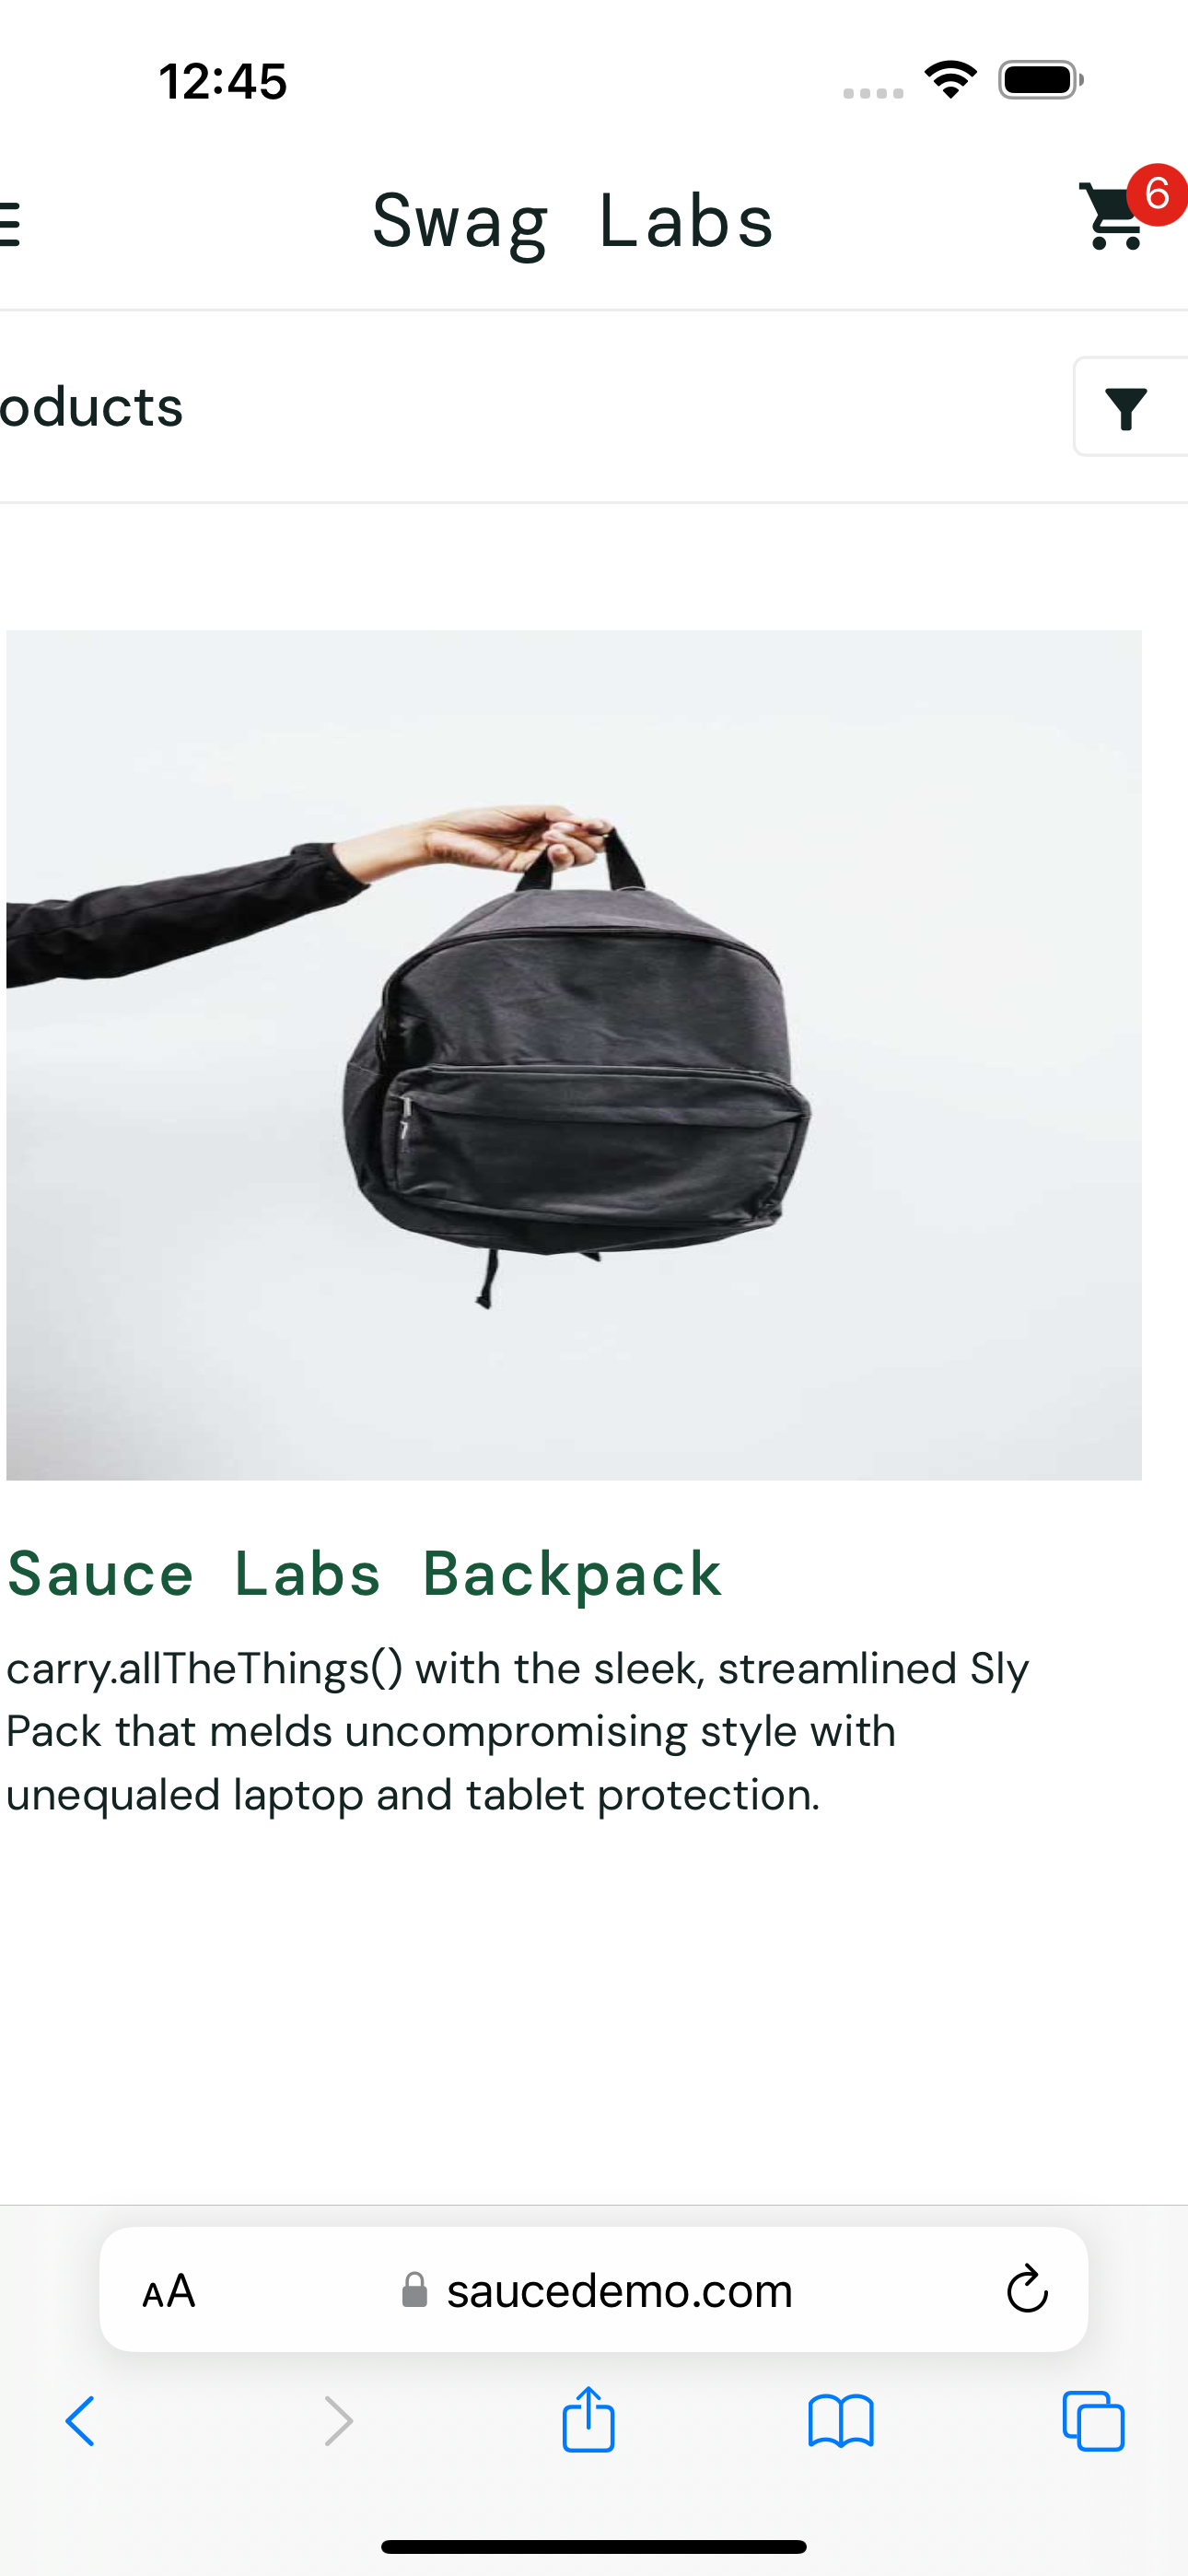 12:45
Swag Labs
6
oducts
Sauce Labs Backpack
carry.allTheThings() with the sleek, streamlined Sly
Pack that melds uncompromising style with
unequaled laptop and tablet protection.
AA saucedemo.com